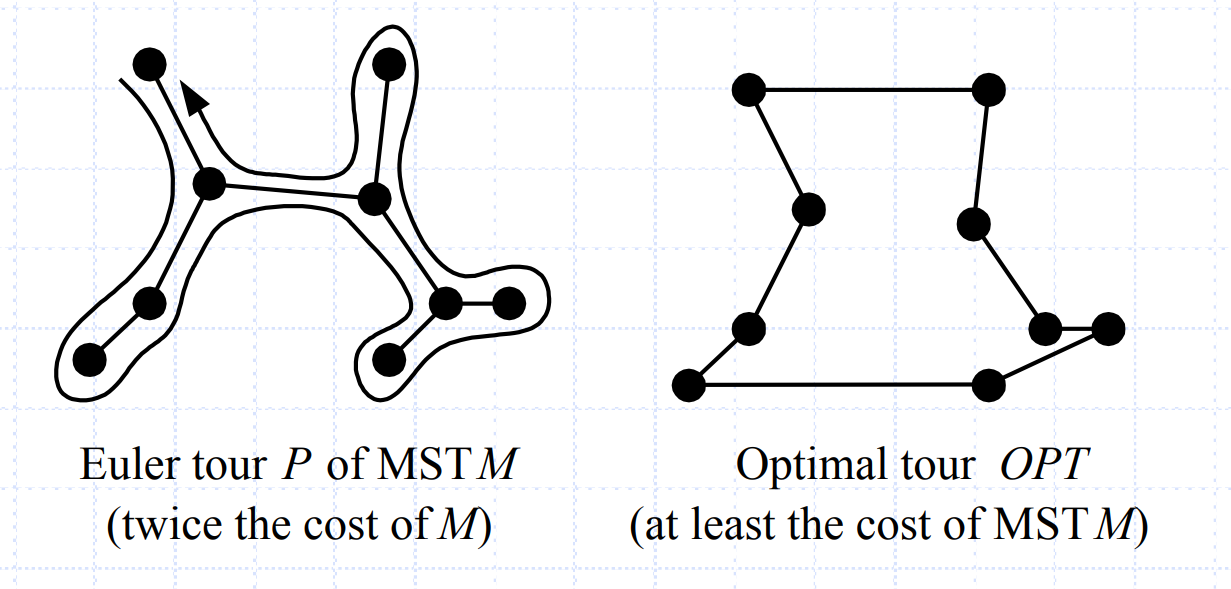 Euler tour P of MST M
(twice the cost of M)
Optimal tour OPT
(at least the cost of MST M)